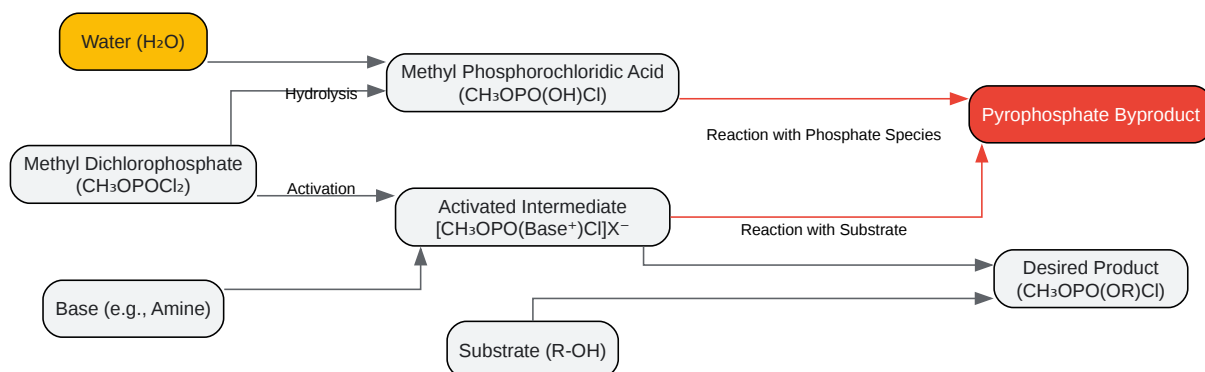 Water (H₂O)
Methyl Phosphorochloridic Acid
(CH₃OPO(OH)Cl)
Hydrolysis
Pyrophosphate Byproduct
Reaction with Phosphate Species
Methyl Dichlorophosphate
(CH₃OPOCl₂)
Activation
Activated Intermediate
[CH₃OPO(Base⁺)Cl]X⁻
Reaction with Substrate
Desired Product
(CH₃OPO(OR)Cl)
Base (e.g., Amine)
Substrate (R-OH)